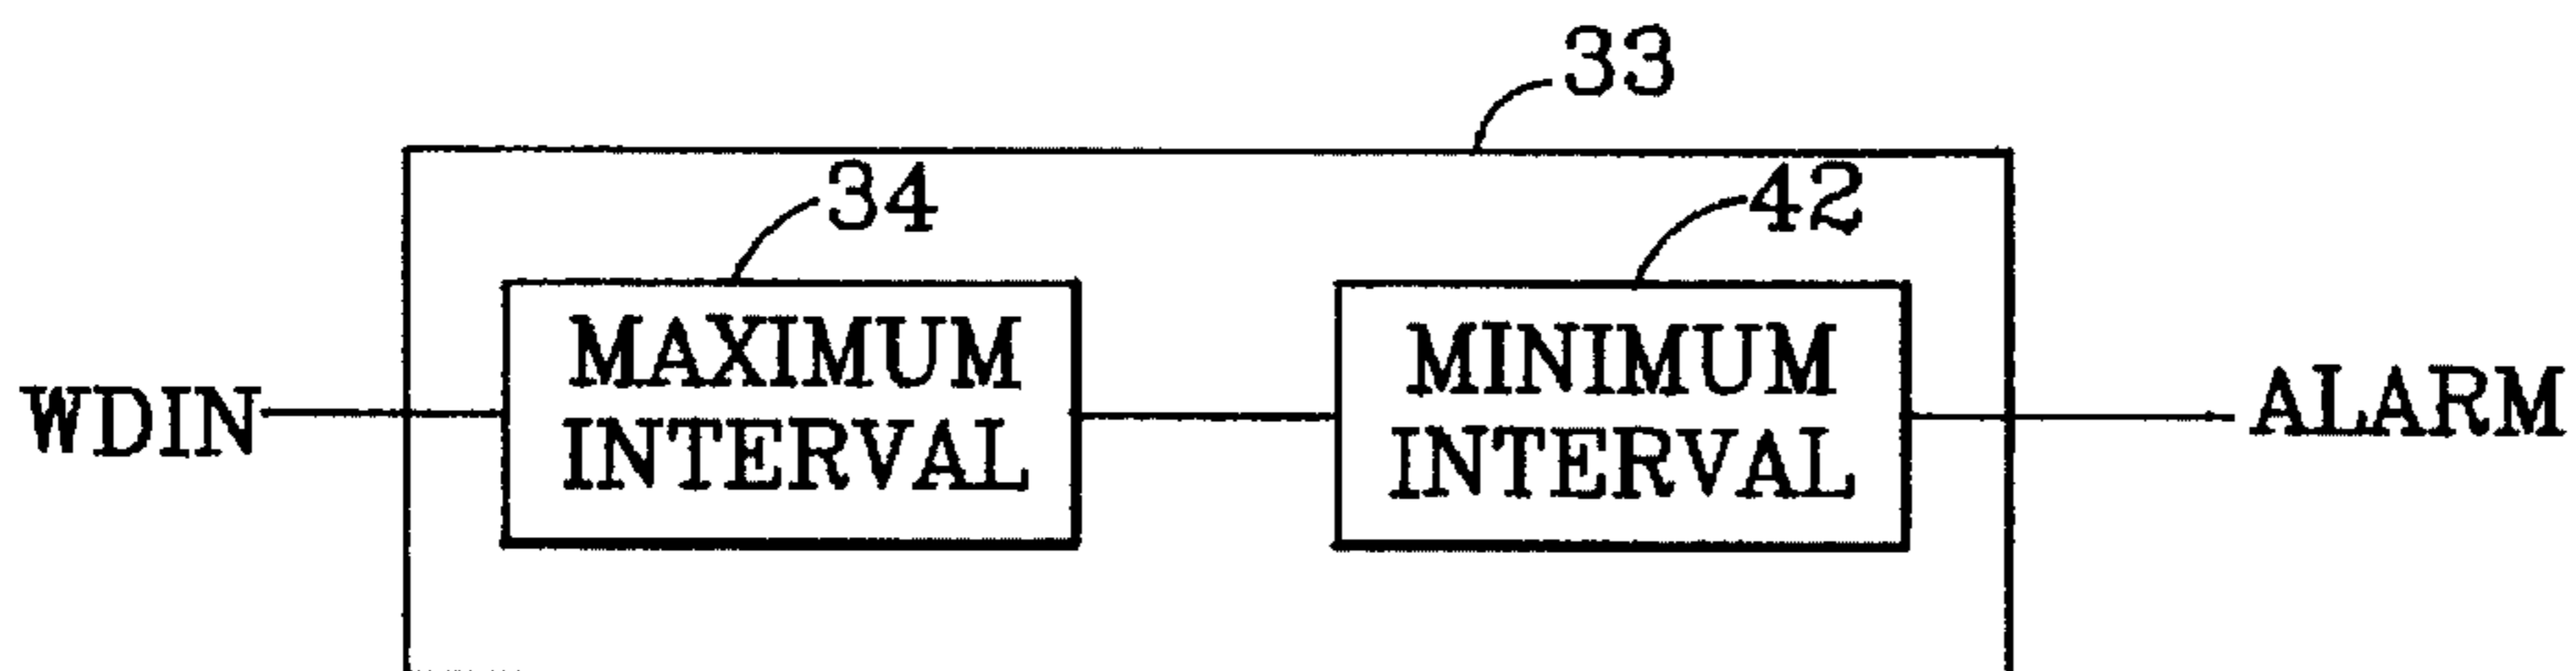 33
34
42
WDIN
MAXIMUM
INTERVAL
MINIMUM
INTERVAL
ALARM